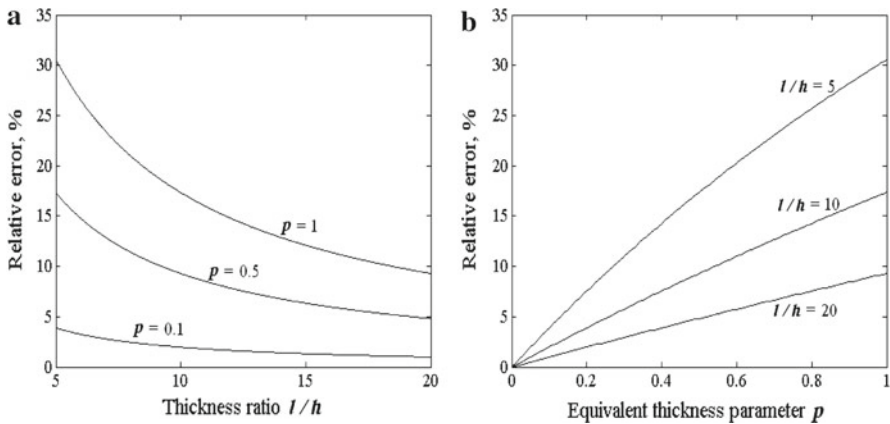 a
35
30
25
20
15
10
5
0
Relative error, %
p = 1
p = 0.5
p = 0.1
5 10 15 20
Thickness ratio l / h
b
35
30
25
20
15
10
5
0
Relative error, %
l / h = 5
l / h = 10
l / h = 20
0 0.2 0.4 0.6 0.8 1
Equivalent thickness parameter p